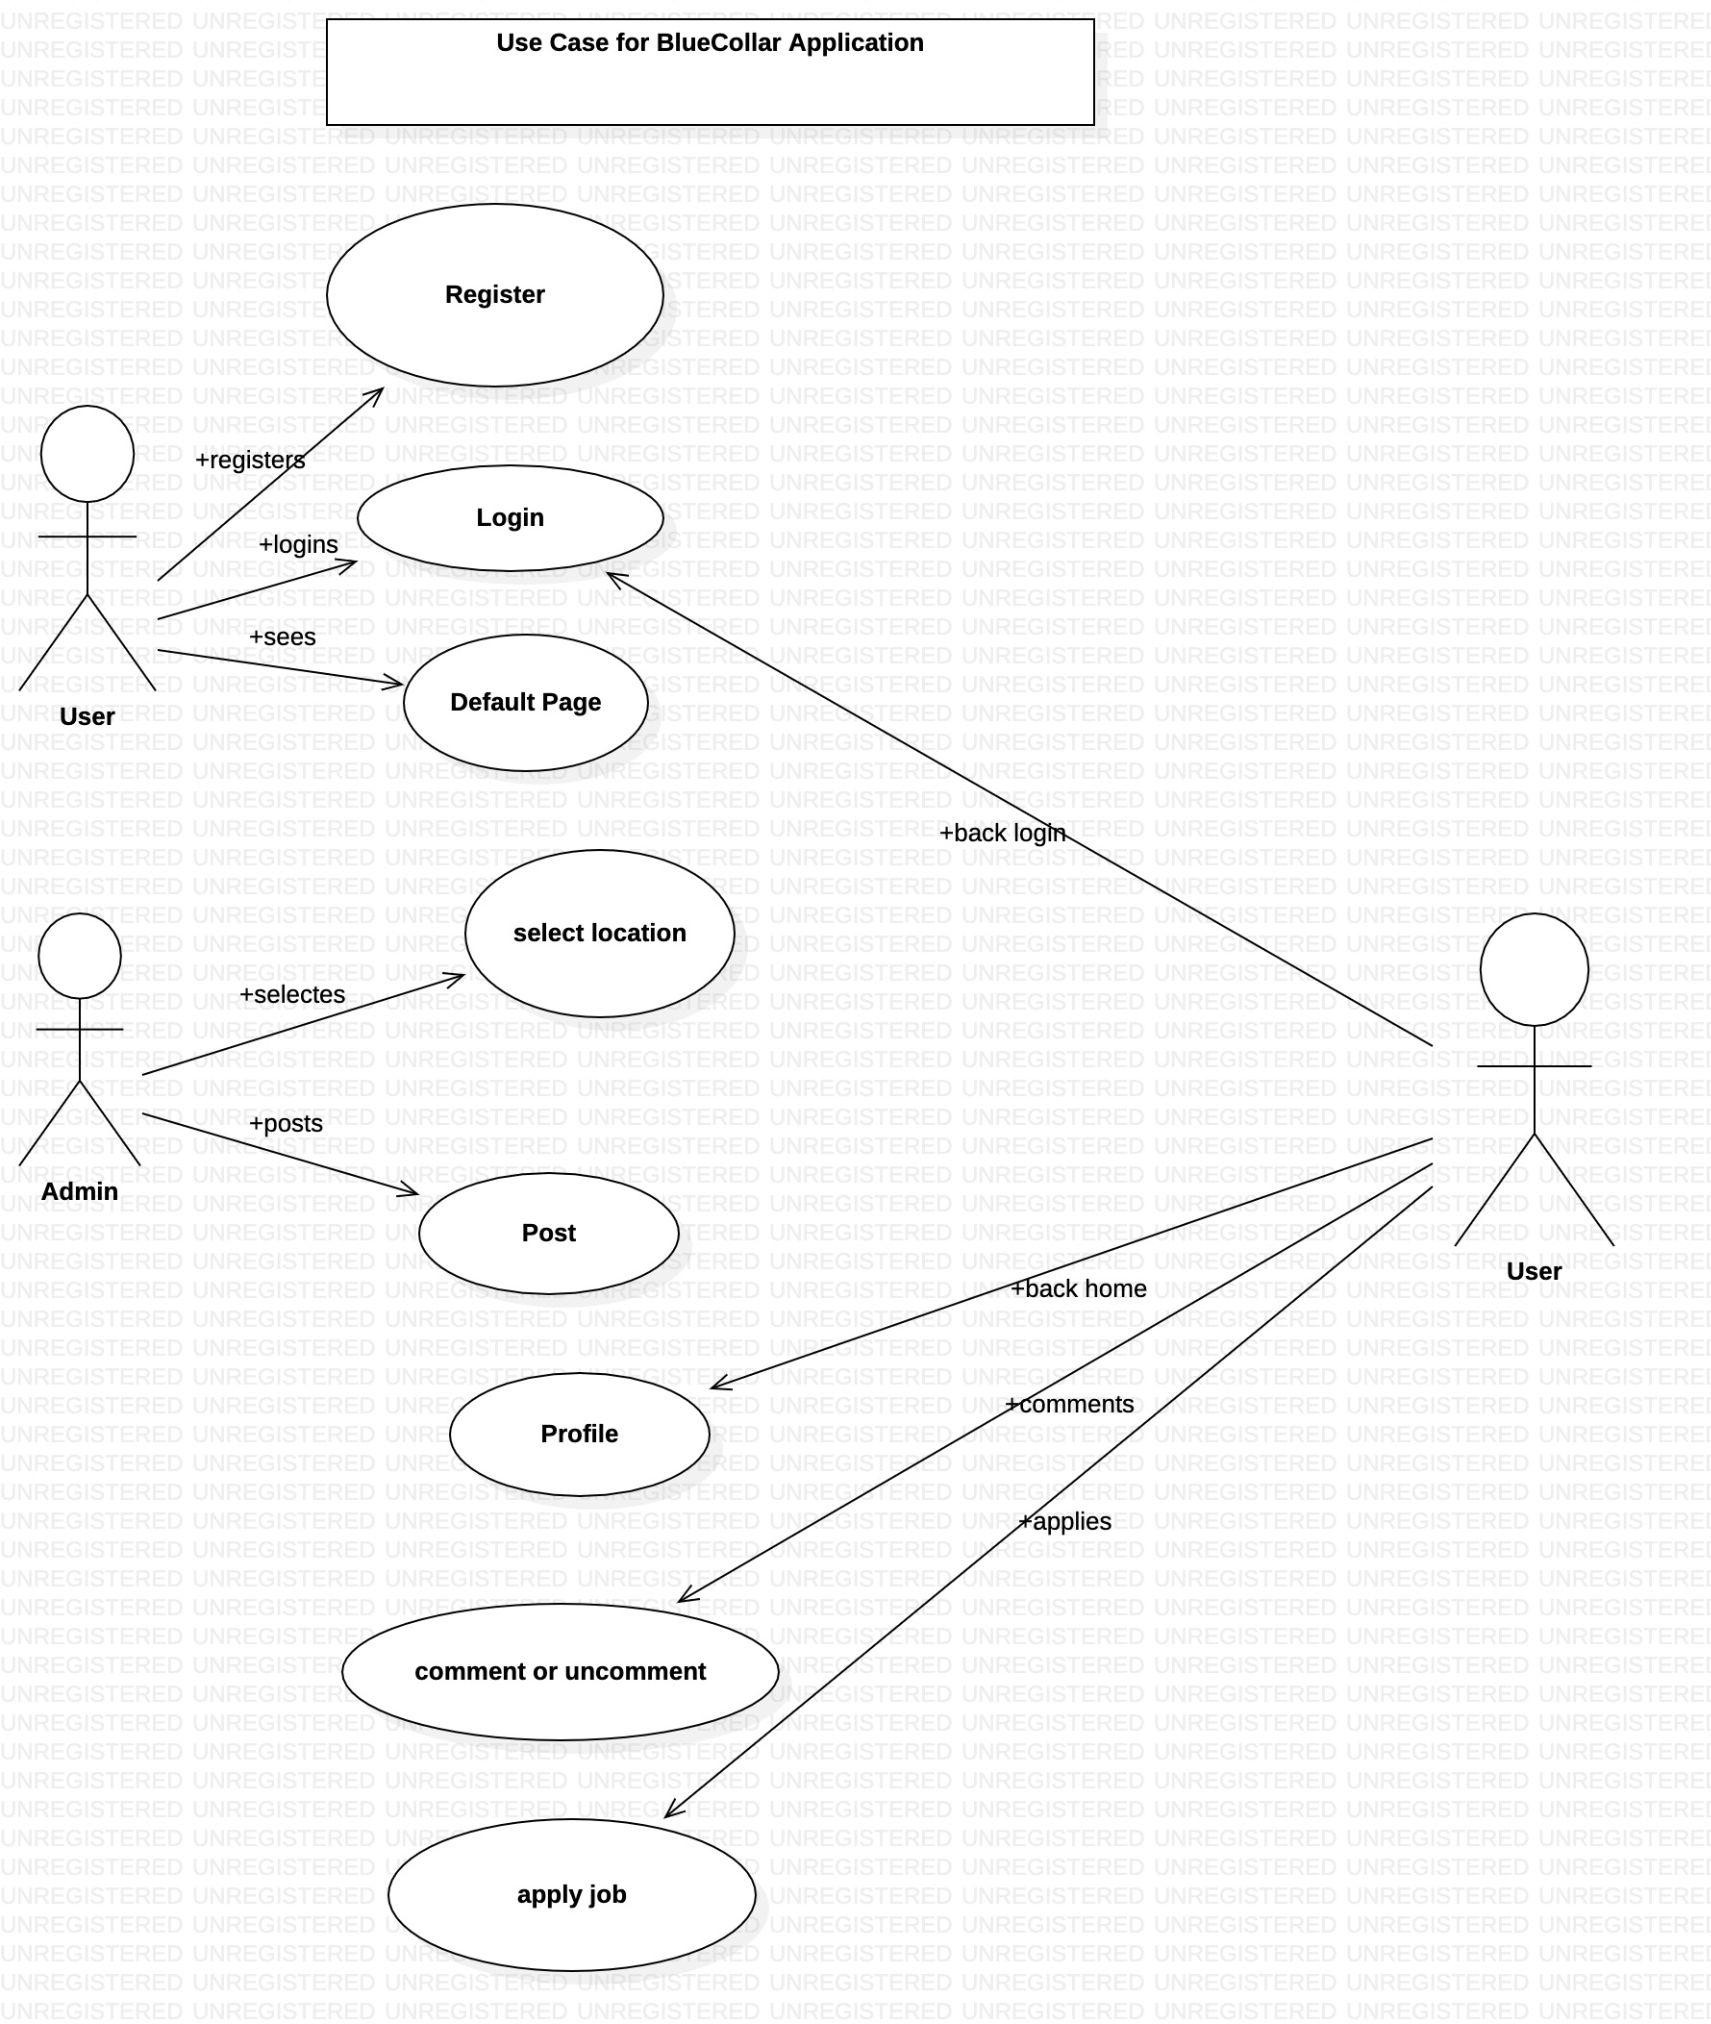 Use Case for BlueCollar Application
Register
+registers
Login
+logins
+sees
Default Page
User
+back login
select location
+selectes
+posts
Admin
Post
User
+back home
Profile
+comments
+applies
comment or uncomment
apply job
UNREGISTERED